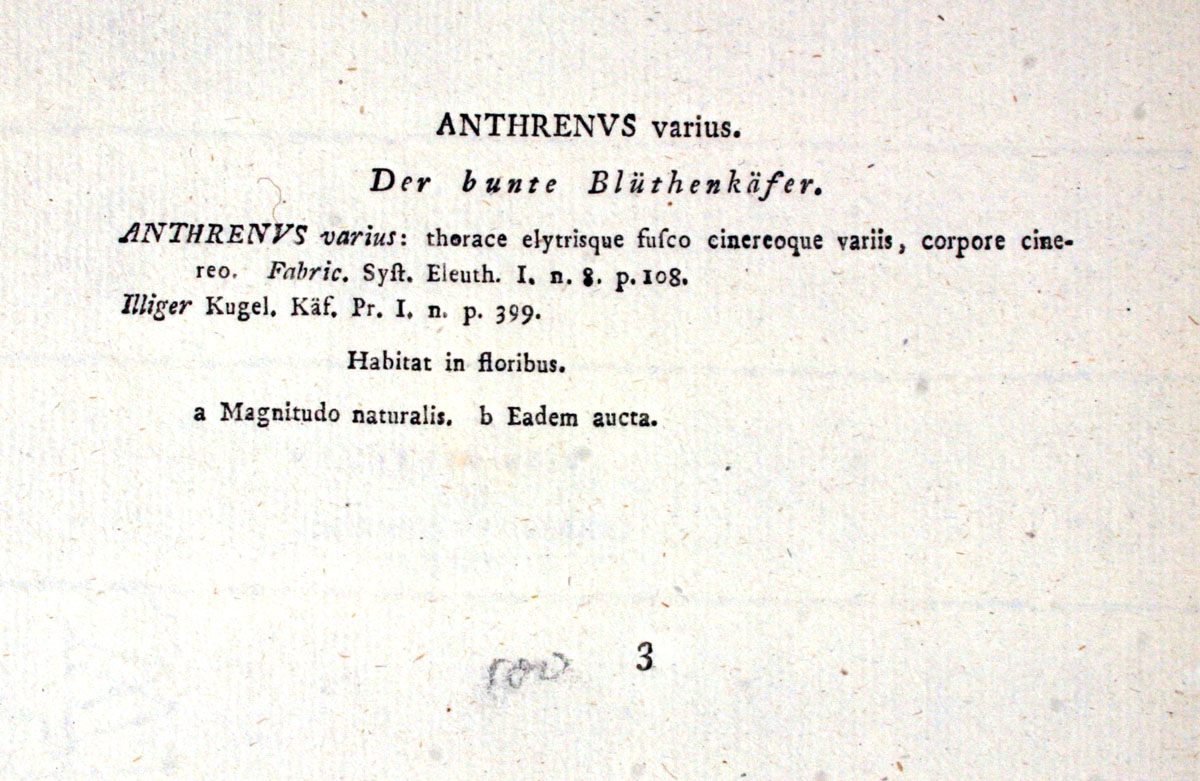 ANTHRENVS varius.
Der bunte Blüthenkäfer.
ANTHRENVS varius: thorace elytrisque fuſco cinereoque variis, corpore cine-
reo. Fabric. Syſt. Eleuth. I. n. 8. p. 108.
Illiger Kugel. Käf. Pr. I. n. p. 399.
Habitat in floribus.
a Magnitudo naturalis. b Eadem aucta.
3